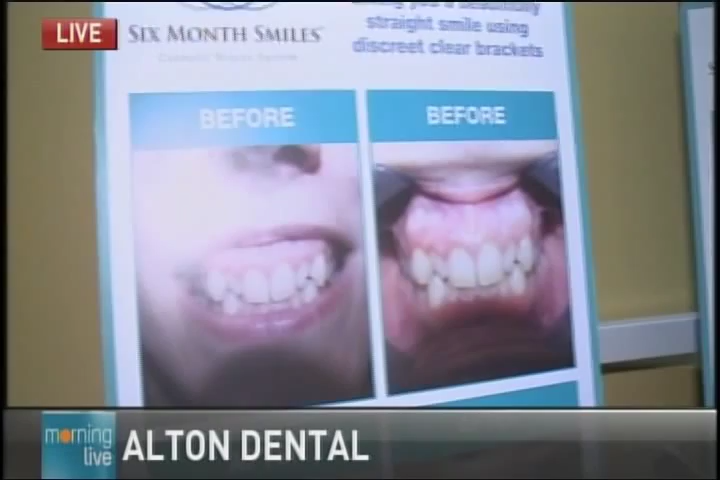 LIVE
SIX MONTH SMILES
straight smile using
discreet clear brackets
BEFORE
BEFORE
morning
live
ALTON DENTAL